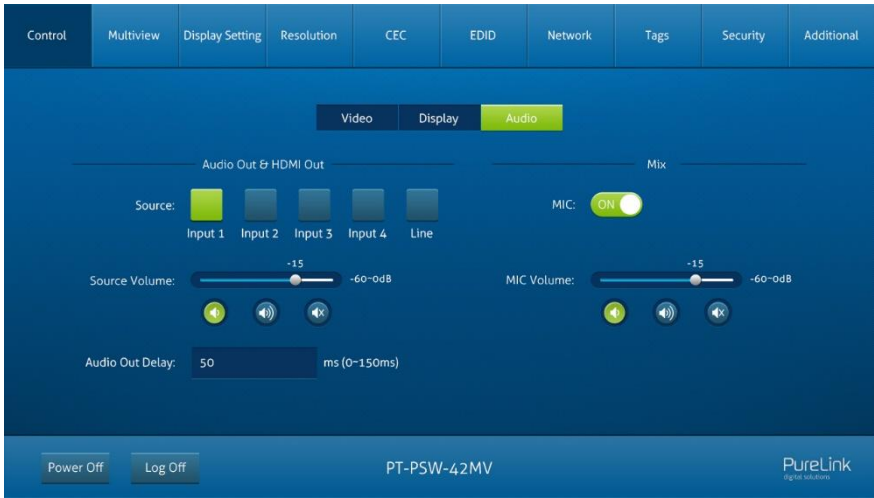 Control Multiview Display Setting Resolution CEC EDID Network Tags Security Additional
Video Display Audio
Audio Out & HDMI Out
Source:
Input 1 Input 2 Input 3 Input 4 Line
-15
Source Volume: -60~0dB
Audio Out Delay: 50 ms (0~150ms)
Mix
MIC: ON
-15
MIC Volume: -60~0dB
Power Off Log Off PT-PSW-42MV PureLink
digital solutions